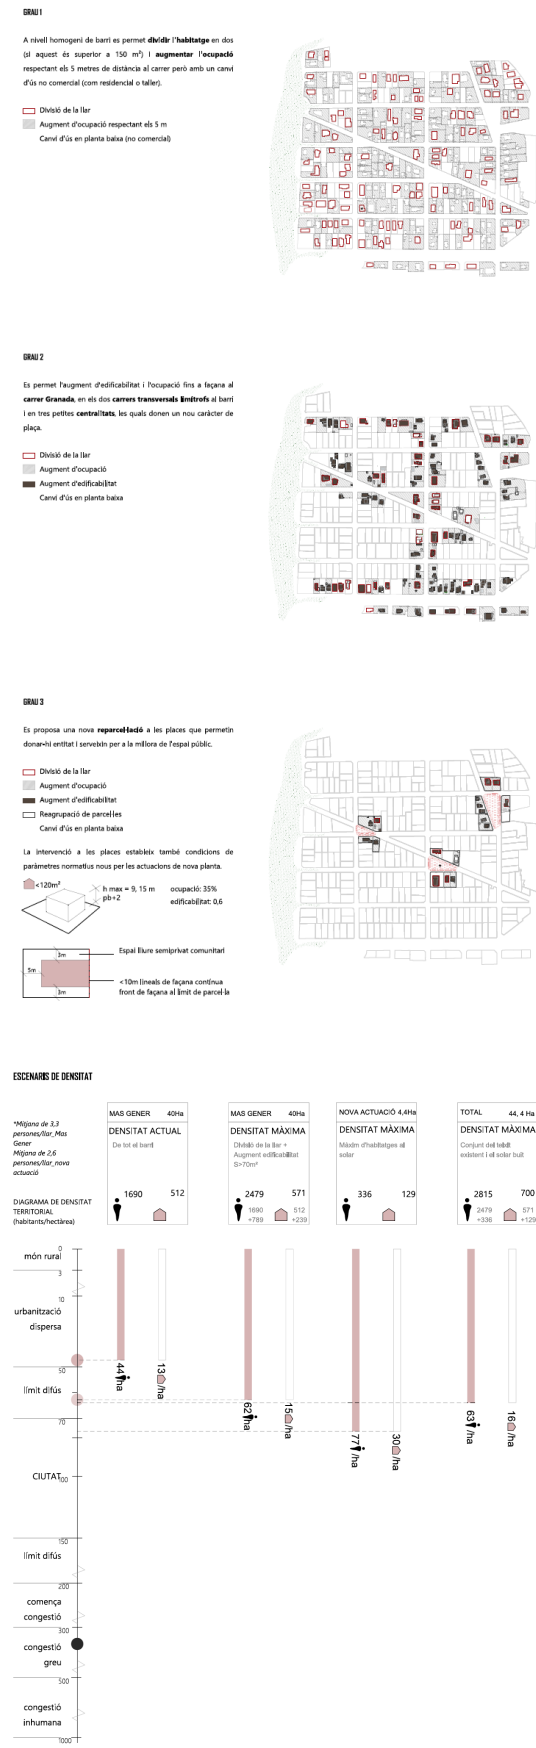 GRAU 1
A nivell homogeni de barri es permet dividir l'habitatge en dos
(si aquest és superior a 150 m²) i augmentar l'ocupació
respectant els 5 metres de distància al carrer però amb un canvi
d'ús no comercial (com residencial o taller).
Divisió de la llar
Augment d'ocupació respectant els 5 m
Canvi d'ús en planta baixa (no comercial)
GRAU 2
Es permet l'augment d'edificabilitat i l'ocupació fins a façana al
carrer Granada, en els dos carrers transversals limítrofs al barri
i en tres petites centralitats, les quals donen un nou caràcter de
plaça.
Divisió de la llar
Augment d'ocupació
Augment d'edificabilitat
Canvi d'ús en planta baixa
GRAU 3
Es proposa una nova reparcel·lació a les places que permetin
donar-hi entitat i serveixin per a la millora de l'espai públic.
Divisió de la llar
Augment d'ocupació
Augment d'edificabilitat
Reagrupació de parcel·les
Canvi d'ús en planta baixa
La intervenció a les places estableix també condicions de
paràmetres normatius nous per les actuacions de nova planta.
<120m²
h max = 9, 15 m
pb+2
ocupació: 35%
edificabilitat: 0,6
3m
5m
3m
Espai lliure semiprivat comunitari
<10m lineals de façana contínua
front de façana al límit de parcel·la
ESCENARIS DE DENSITAT
*Mitjana de 3,3
persones/llar_Mas
Gener
Mitjana de 2,6
persones/llar_nova
actuació
DIAGRAMA DE DENSITAT
TERRITORIAL
(habitants/hectàrea)
MAS GENER 40Ha
DENSITAT ACTUAL
De tot el barri
1690 512
MAS GENER 40Ha
DENSITAT MÀXIMA
Divisió de la llar +
Augment edificabilitat
S>70m²
2479 571
1690 512
+789 +239
NOVA ACTUACIÓ 4,4Ha
DENSITAT MÀXIMA
Màxim d'habitatges al
solar
336 129
TOTAL 44, 4 Ha
DENSITAT MÀXIMA
Conjunt del teixit
existent i el solar buit
2815 700
2479 571
+336 +129
0
món rural
3
10
urbanització
dispersa
50
límit difús
70
CIUTAT
100
150
límit difús
200
comença
congestió
300
congestió
greu
500
congestió
inhumana
1000
44 /ha
13 /ha
62 /ha
15 /ha
77 /ha
30 /ha
63 /ha
16 /ha